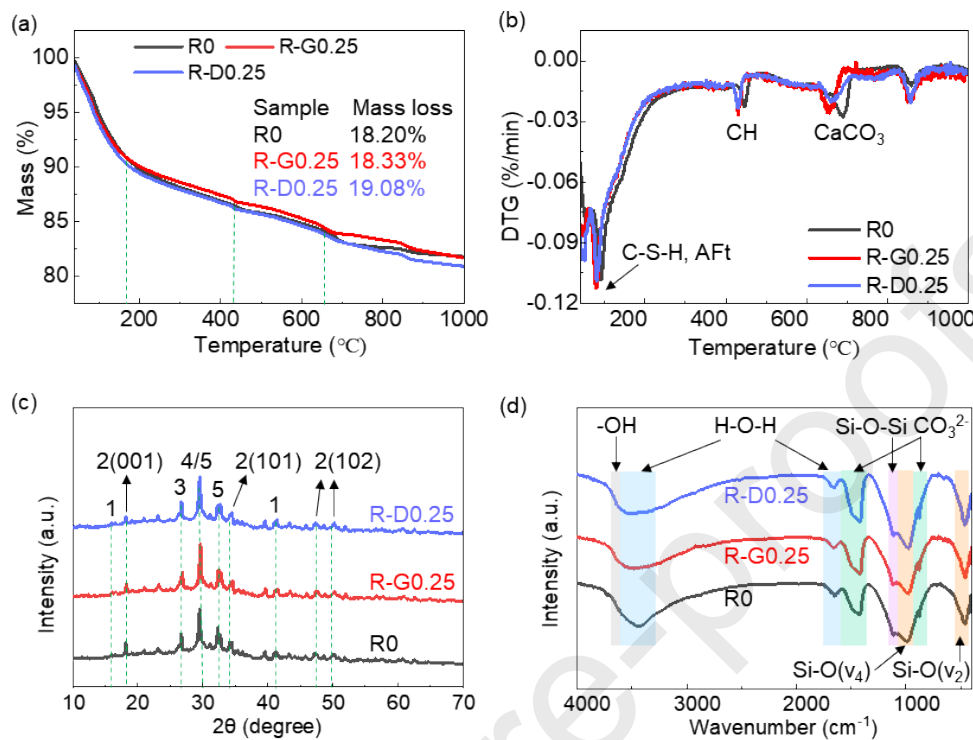 (a)
R0
R-G0.25
R-D0.25
Sample Mass loss
R0 18.20%
R-G0.25 18.33%
R-D0.25 19.08%
100
95
90
85
80
Mass (%)
200 400 600 800 1000
Temperature (°C)
(b)
0.00
-0.03
-0.06
-0.09
-0.12
DTG (%/min)
CH
CaCO₃
C-S-H, AFt
R0
R-G0.25
R-D0.25
200 400 600 800 1000
Temperature (°C)
(c)
1
2(001)
3
4/5
5
2(101)
1
2(102)
R-D0.25
R-G0.25
R0
Intensity (a.u.)
10 20 30 40 50 60 70
2θ (degree)
(d)
-OH
H-O-H
Si-O-Si
CO₃²⁻
R-D0.25
R-G0.25
R0
Si-O(v₄)
Si-O(v₂)
Intensity (a.u.)
4000 3000 2000 1000
Wavenumber (cm⁻¹)
re-proofs